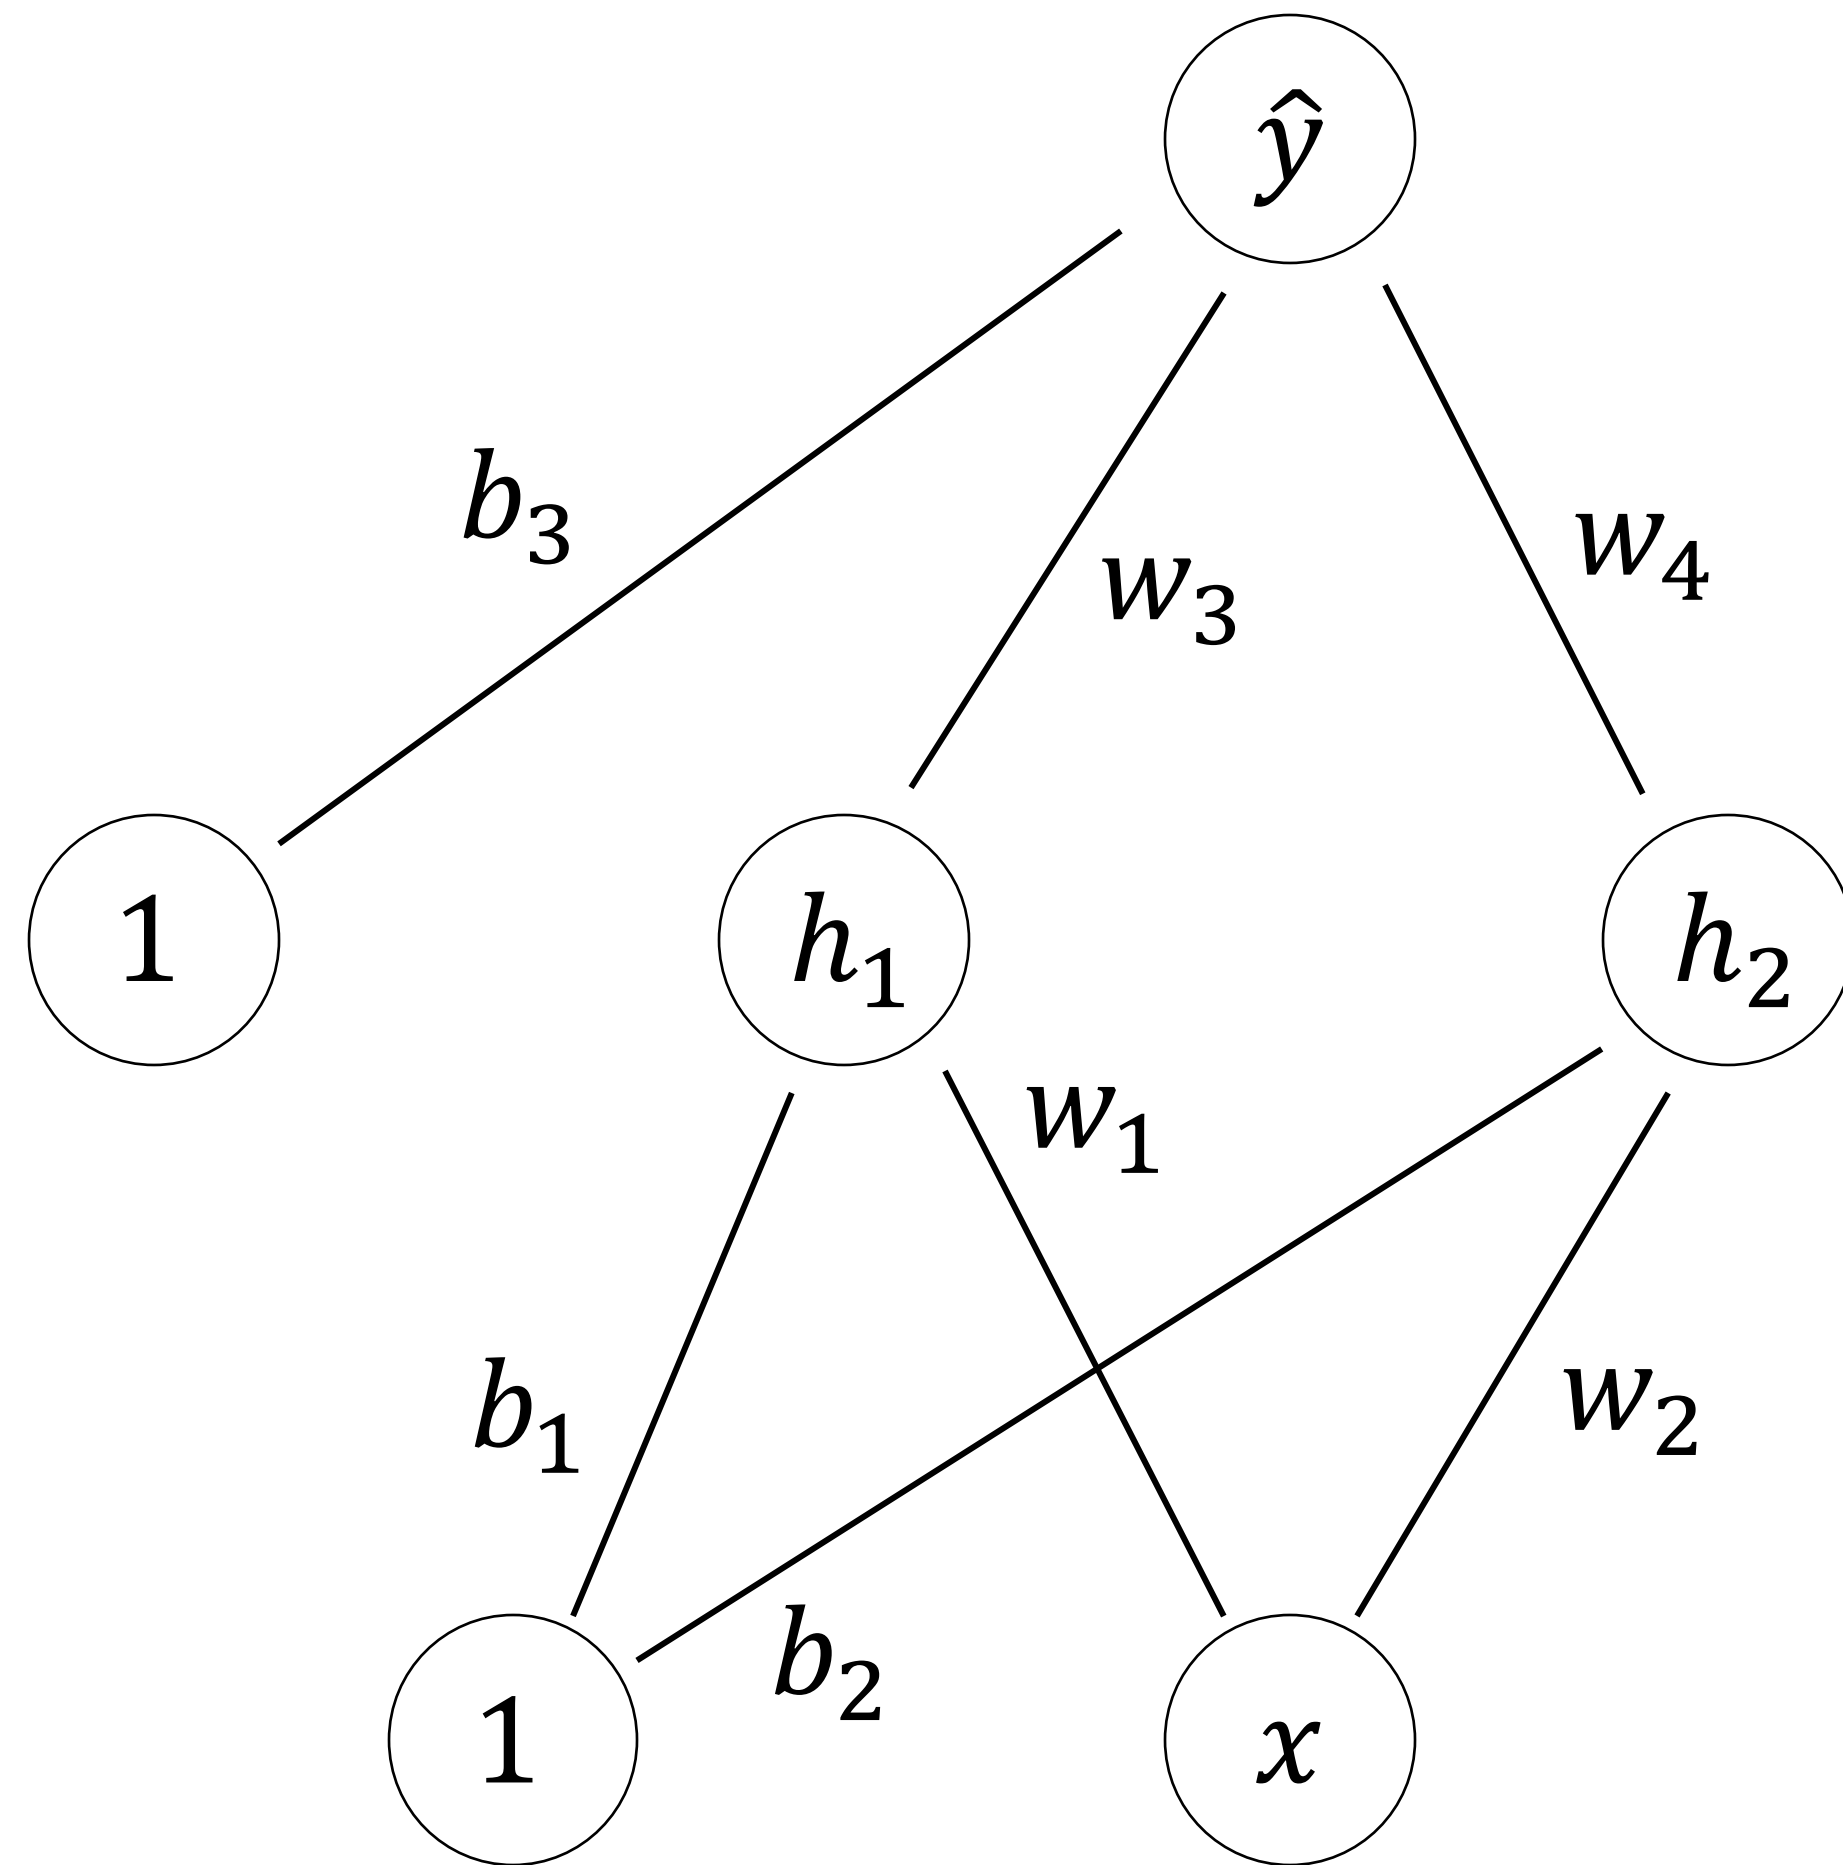 ŷ
b₃
w₃
w₄
1
h₁
h₂
w₁
b₁
w₂
b₂
1
x